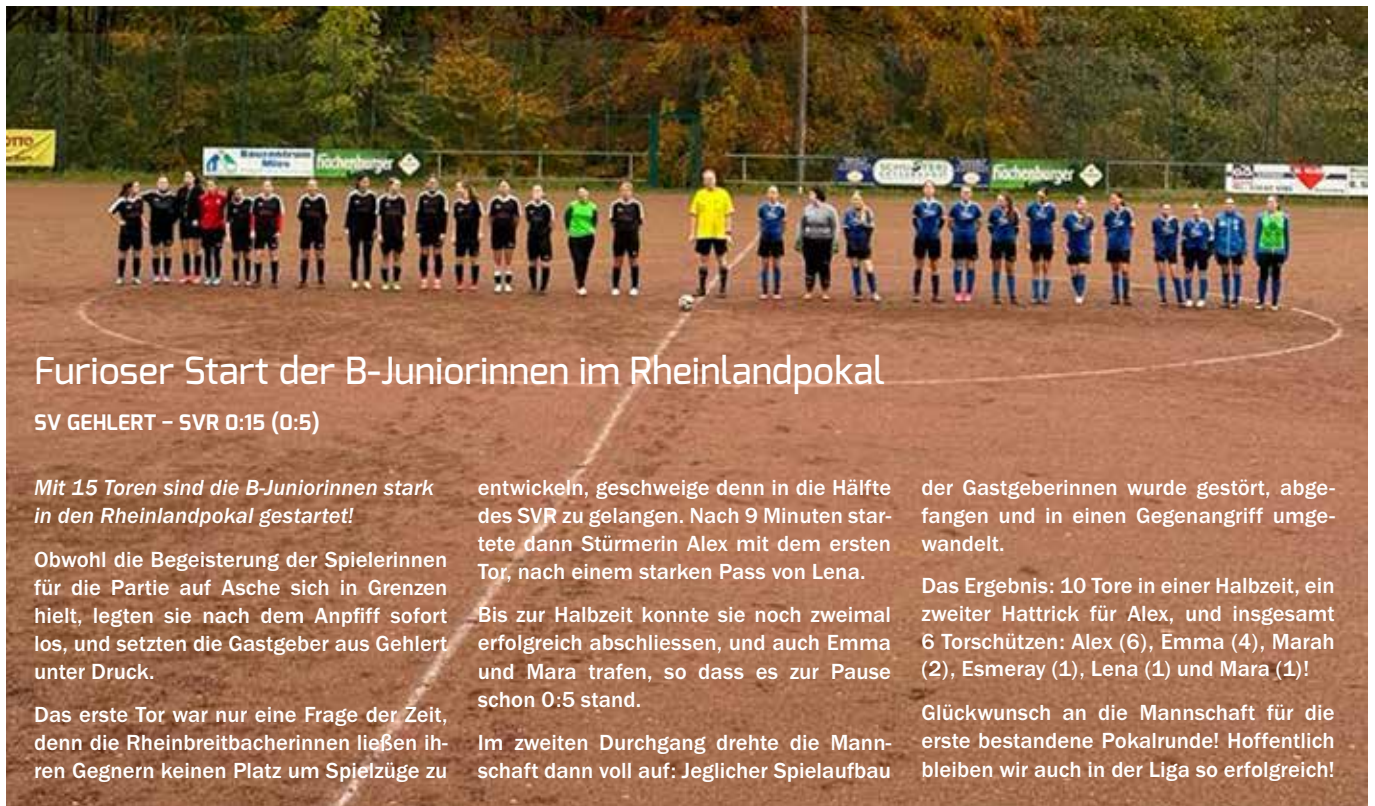 OTTO
Bauzentrum
Mies
Hachenburger
Hachenburger
Furioser Start der B-Juniorinnen im Rheinlandpokal
SV GEHLERT – SVR 0:15 (0:5)
Mit 15 Toren sind die B-Juniorinnen stark
in den Rheinlandpokal gestartet!
Obwohl die Begeisterung der Spielerinnen
für die Partie auf Asche sich in Grenzen
hielt, legten sie nach dem Anpfiff sofort
los, und setzten die Gastgeber aus Gehlert
unter Druck.
Das erste Tor war nur eine Frage der Zeit,
denn die Rheinbreitbacherinnen ließen ih-
ren Gegnern keinen Platz um Spielzüge zu
entwickeln, geschweige denn in die Hälfte
des SVR zu gelangen. Nach 9 Minuten star-
tete dann Stürmerin Alex mit dem ersten
Tor, nach einem starken Pass von Lena.
Bis zur Halbzeit konnte sie noch zweimal
erfolgreich abschliessen, und auch Emma
und Mara trafen, so dass es zur Pause
schon 0:5 stand.
Im zweiten Durchgang drehte die Mann-
schaft dann voll auf: Jeglicher Spielaufbau
der Gastgeberinnen wurde gestört, abge-
fangen und in einen Gegenangriff umge-
wandelt.
Das Ergebnis: 10 Tore in einer Halbzeit, ein
zweiter Hattrick für Alex, und insgesamt
6 Torschützen: Alex (6), Emma (4), Marah
(2), Esmeray (1), Lena (1) und Mara (1)!
Glückwunsch an die Mannschaft für die
erste bestandene Pokalrunde! Hoffentlich
bleiben wir auch in der Liga so erfolgreich!